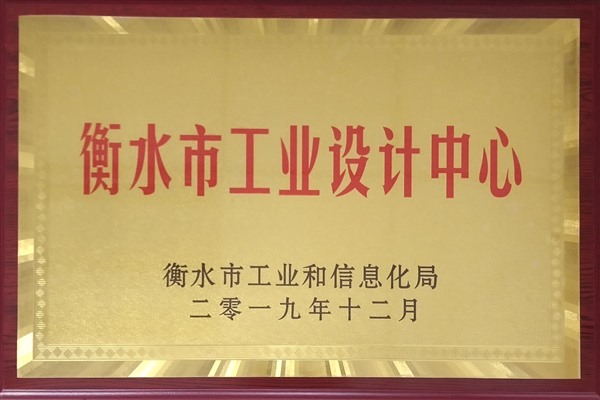 衡水市工业设计中心
衡水市工业和信息化局
二零一九年十二月